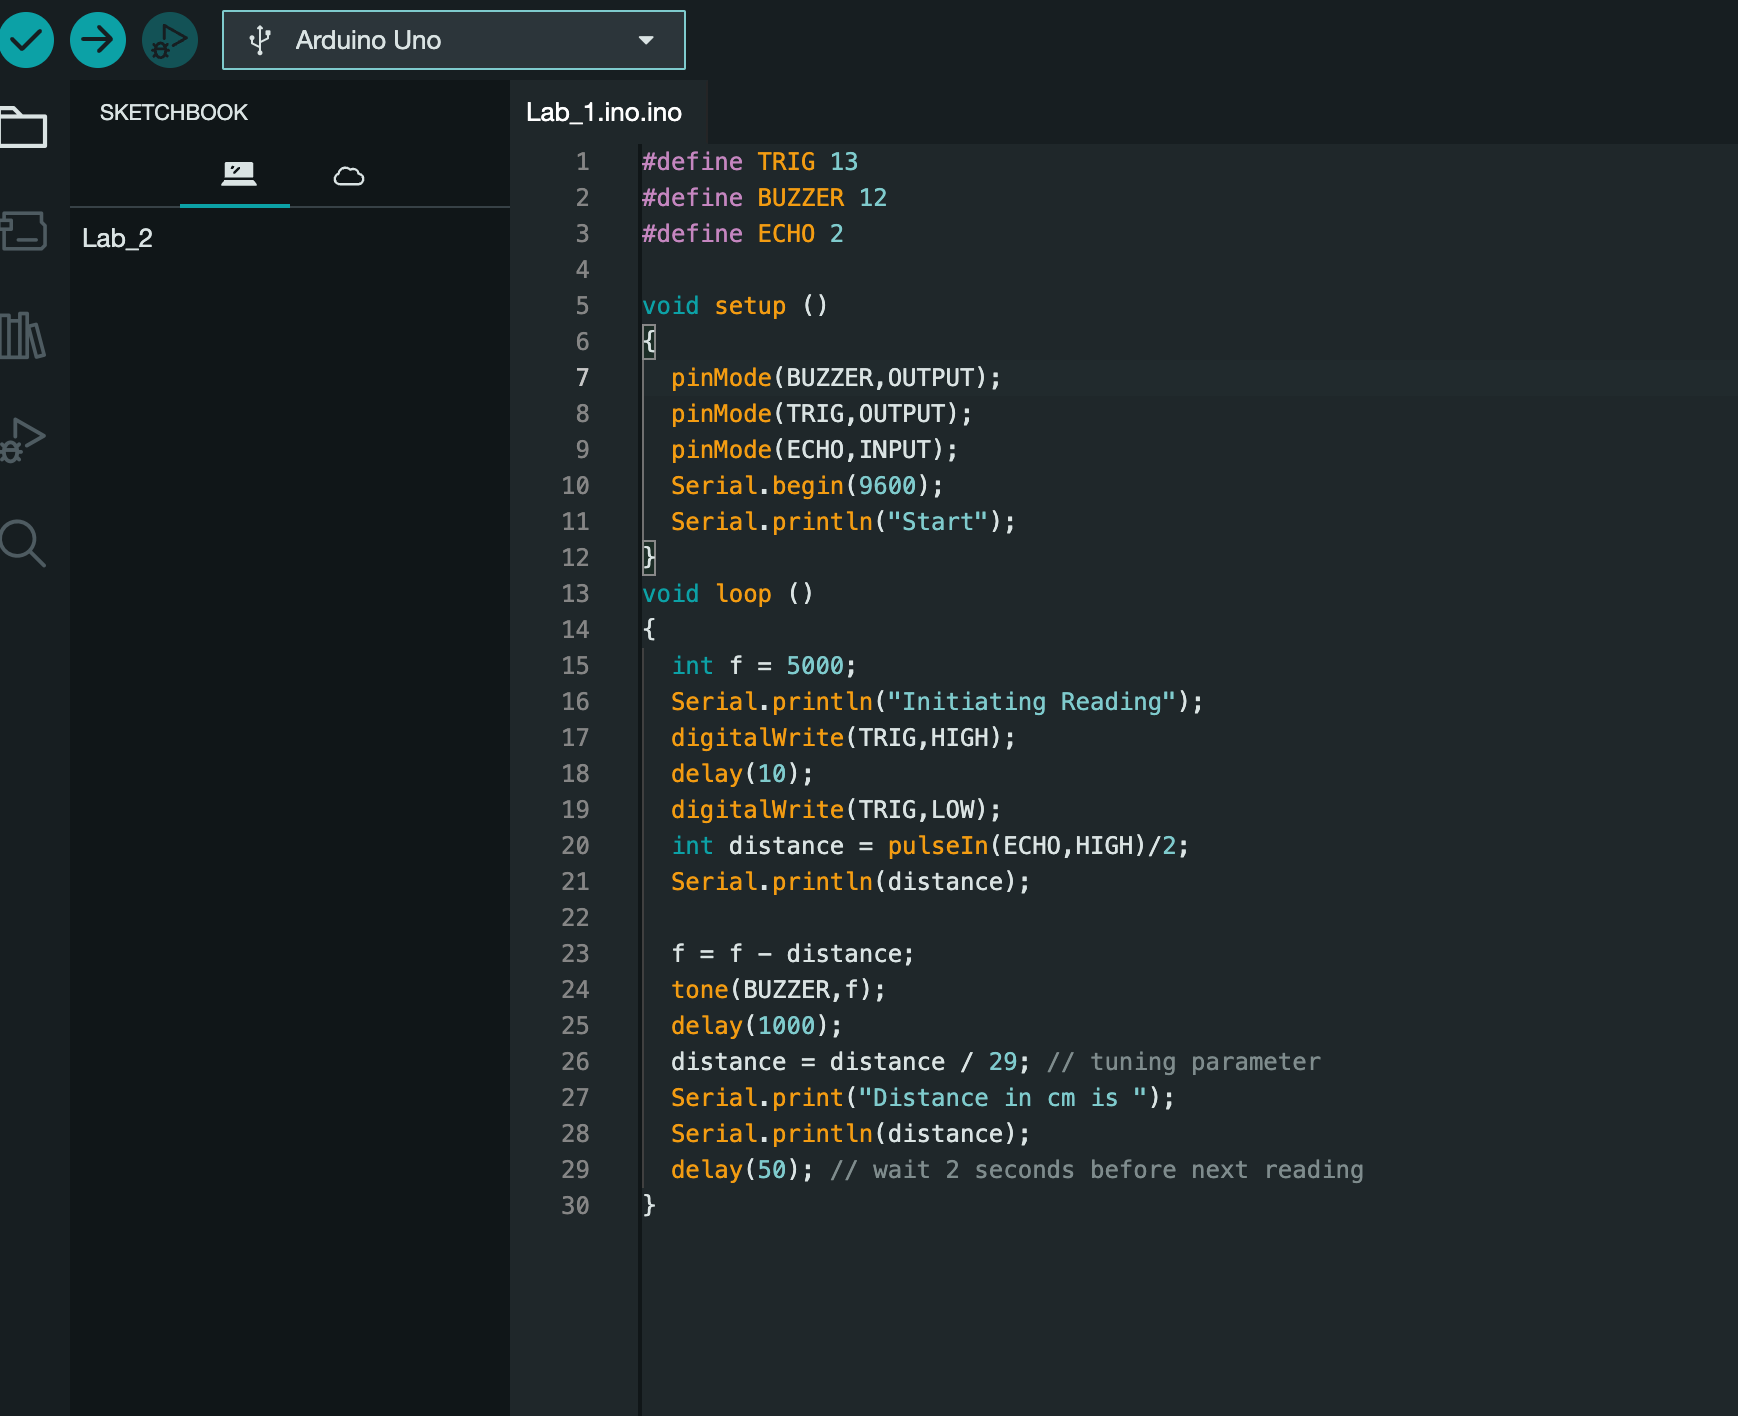 Arduino Uno
SKETCHBOOK
Lab_2
Lab_1.ino.ino
1 #define TRIG 13
2 #define BUZZER 12
3 #define ECHO 2
4
5 void setup ()
6 {
7   pinMode(BUZZER,OUTPUT);
8   pinMode(TRIG,OUTPUT);
9   pinMode(ECHO,INPUT);
10   Serial.begin(9600);
11   Serial.println("Start");
12 }
13 void loop ()
14 {
15   int f = 5000;
16   Serial.println("Initiating Reading");
17   digitalWrite(TRIG,HIGH);
18   delay(10);
19   digitalWrite(TRIG,LOW);
20   int distance = pulseIn(ECHO,HIGH)/2;
21   Serial.println(distance);
22
23   f = f - distance;
24   tone(BUZZER,f);
25   delay(1000);
26   distance = distance / 29; // tuning parameter
27   Serial.print("Distance in cm is ");
28   Serial.println(distance);
29   delay(50); // wait 2 seconds before next reading
30 }